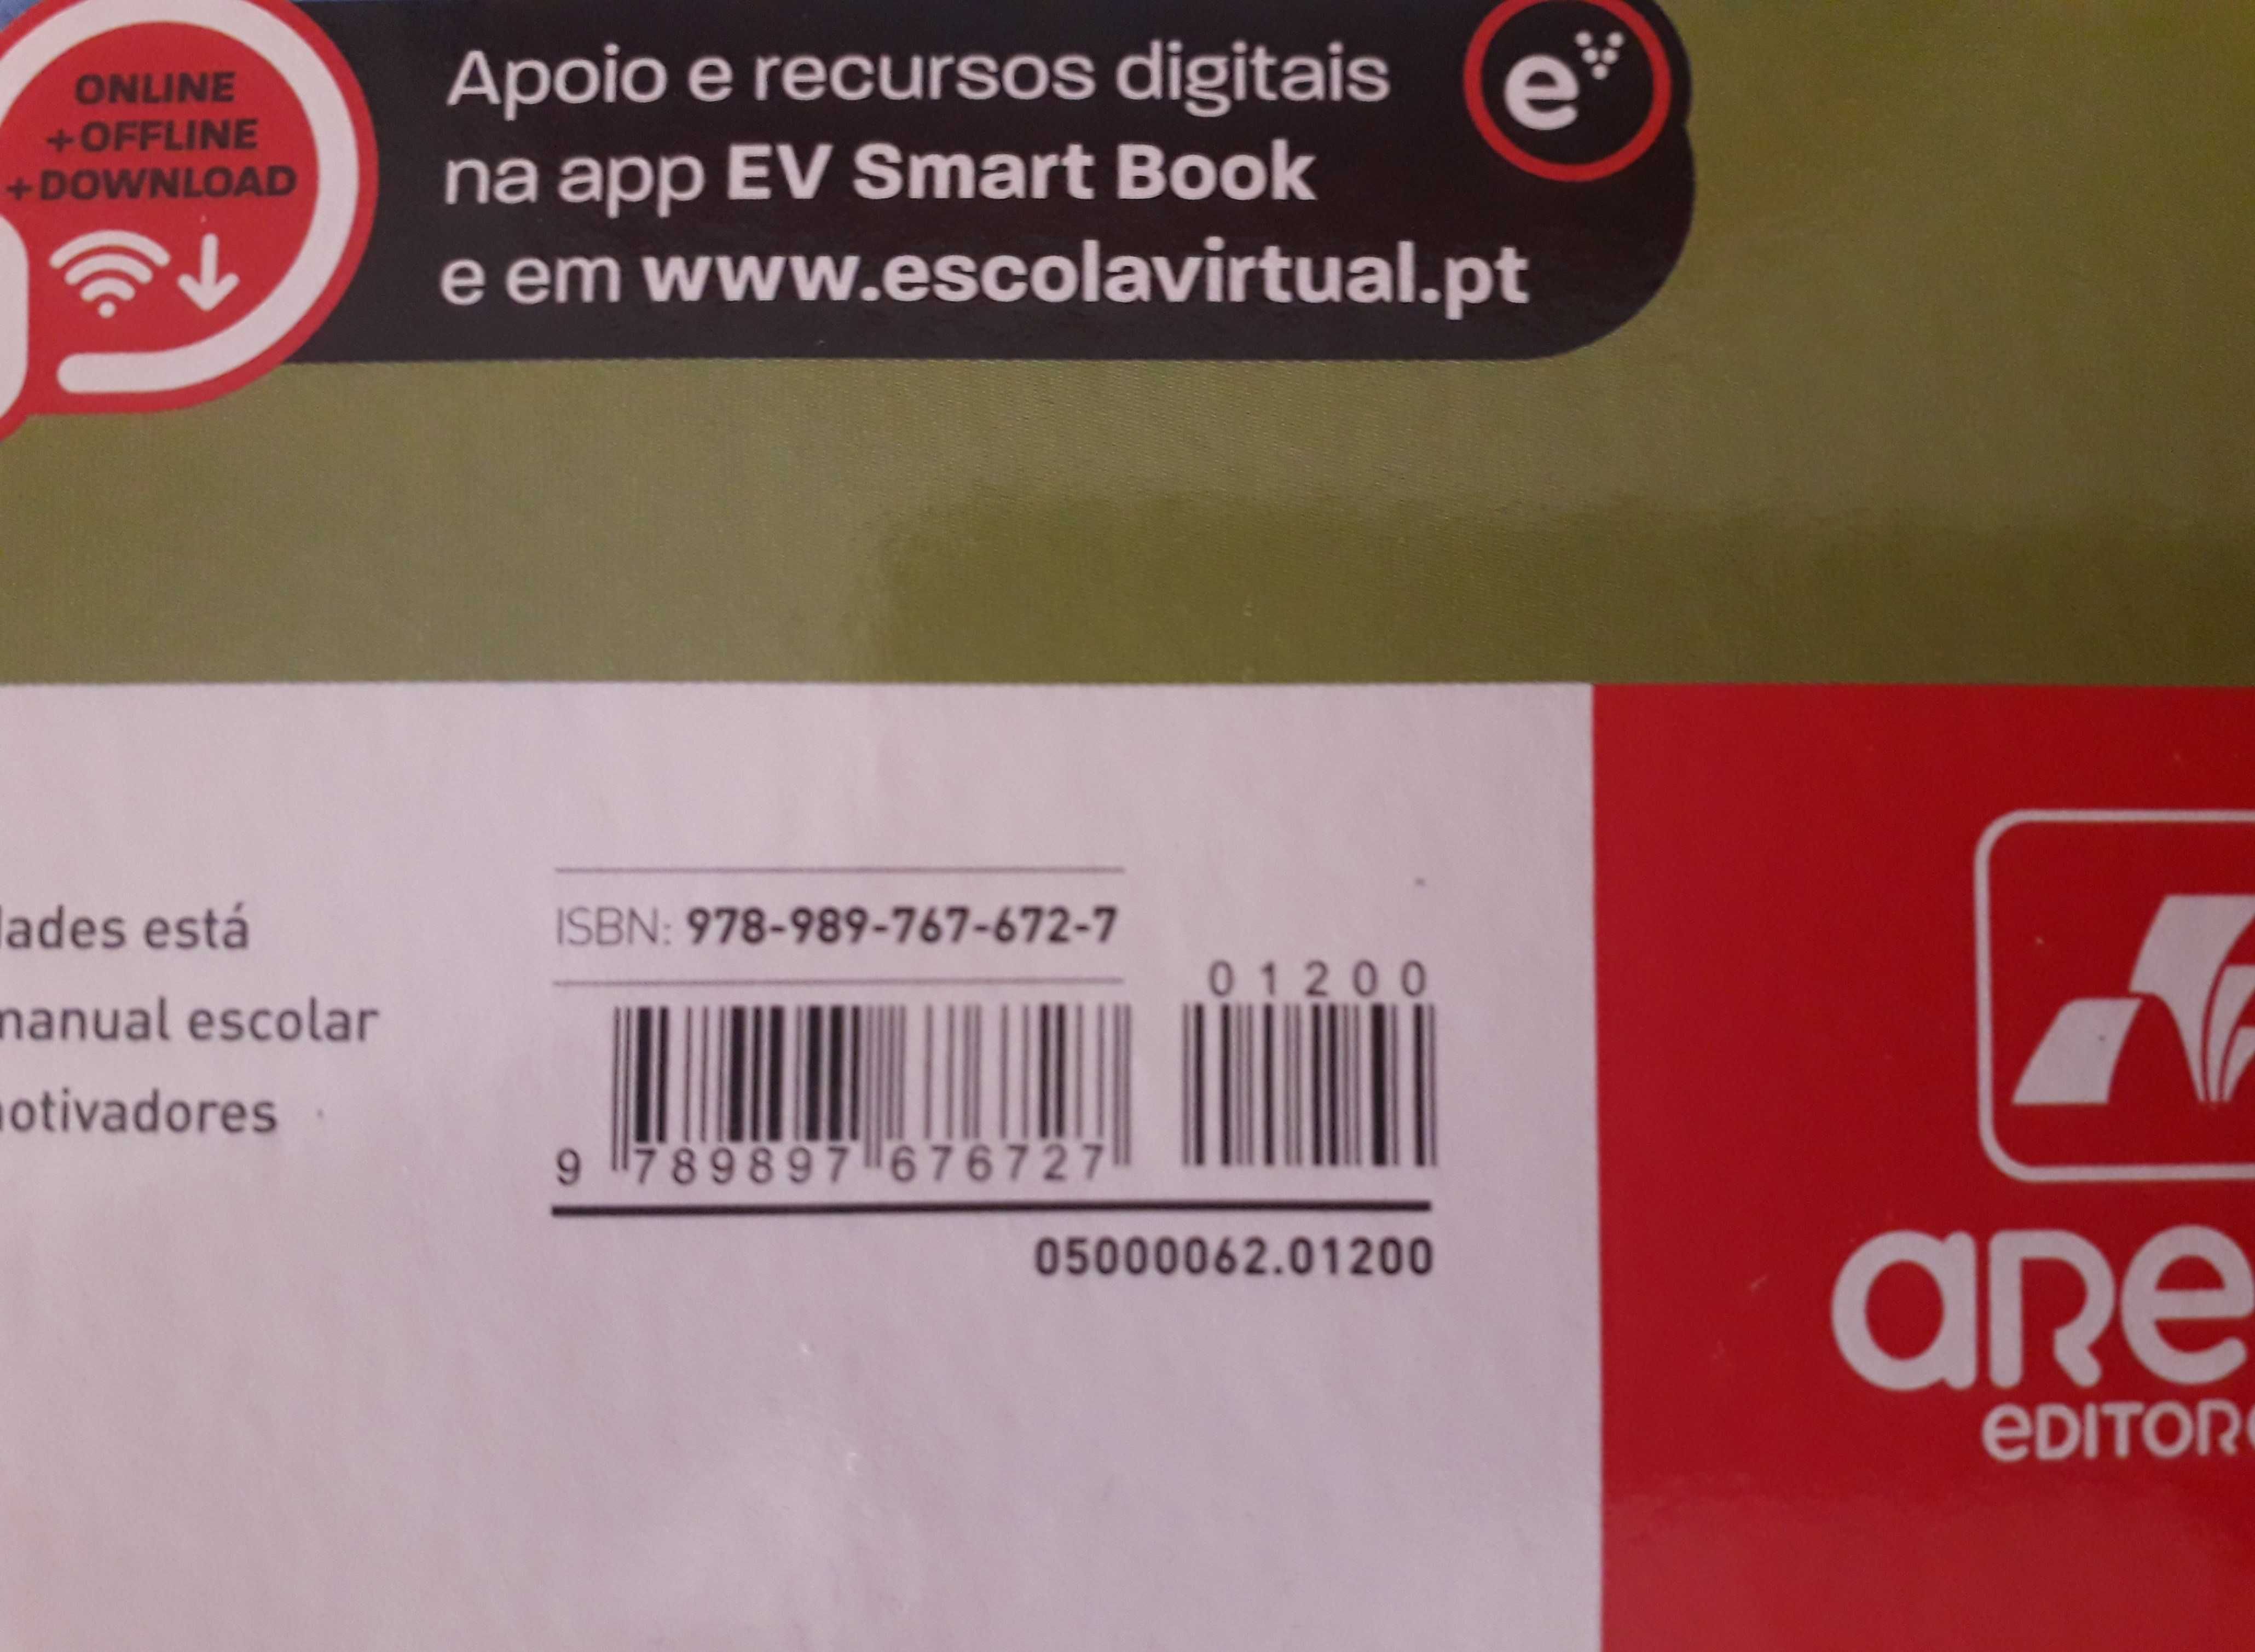 ONLINE
+OFFLINE
+DOWNLOAD
Apoio e recursos digitais
na app EV Smart Book
e em www.escolavirtual.pt
e
está
escolar
ISBN: 978-989-767-672-7
01200
9 789897 676727
05000062.01200